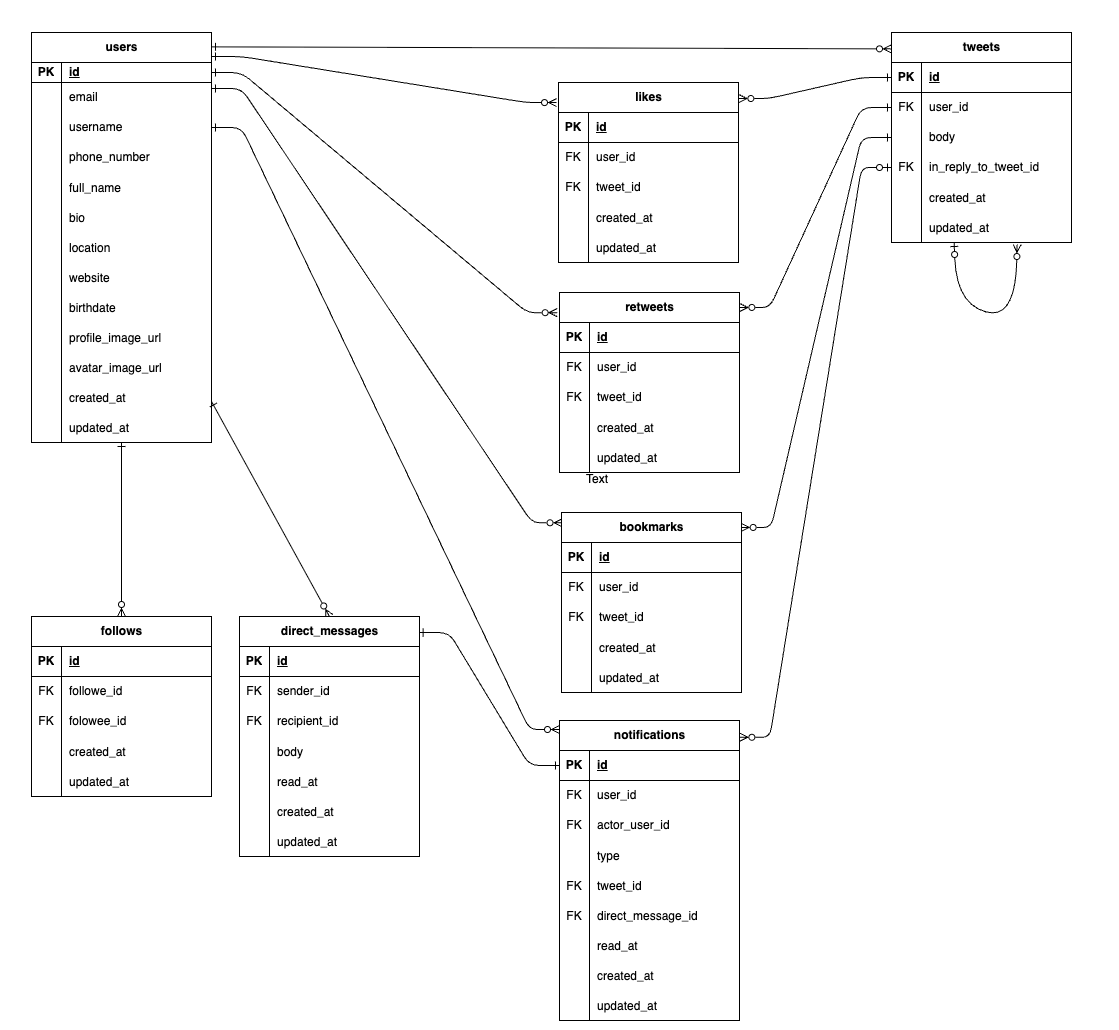 users
PK id
email
username
phone_number
full_name
bio
location
website
birthdate
profile_image_url
avatar_image_url
created_at
updated_at
likes
PK id
FK user_id
FK tweet_id
created_at
updated_at
tweets
PK id
FK user_id
body
FK in_reply_to_tweet_id
created_at
updated_at
retweets
PK id
FK user_id
FK tweet_id
created_at
updated_at
Text
bookmarks
PK id
FK user_id
FK tweet_id
created_at
updated_at
follows
PK id
FK followe_id
FK folowee_id
created_at
updated_at
direct_messages
PK id
FK sender_id
FK recipient_id
body
read_at
created_at
updated_at
notifications
PK id
FK user_id
FK actor_user_id
type
FK tweet_id
FK direct_message_id
read_at
created_at
updated_at